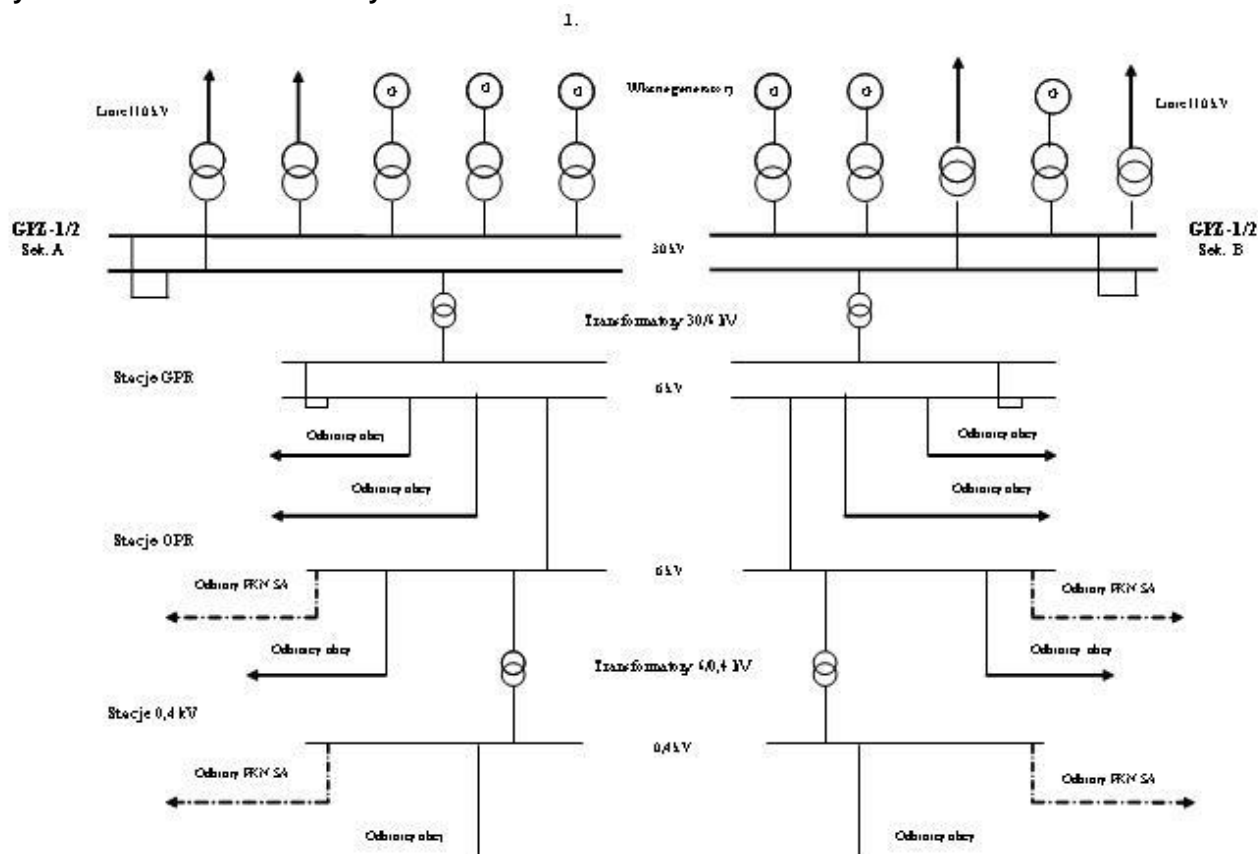 1.
Linie 110 kV
G
G
G
Własne generatory
G
G
G
Linie 110 kV
GPZ-1/2
Sek. A
30 kV
GPZ-1/2
Sek. B
Transformatory 30/6 kV
Stacje GPR
6 kV
Odbiorcy obcy
Odbiorcy obcy
Odbiorcy obcy
Odbiorcy obcy
Stacje OPR
6 kV
Odbiory PKN SA
Odbiory PKN SA
Odbiorcy obcy
Transformatory 6/0,4 kV
Odbiorcy obcy
Stacje 0,4 kV
0,4 kV
Odbiory PKN SA
Odbiory PKN SA
Odbiorcy obcy
Odbiorcy obcy